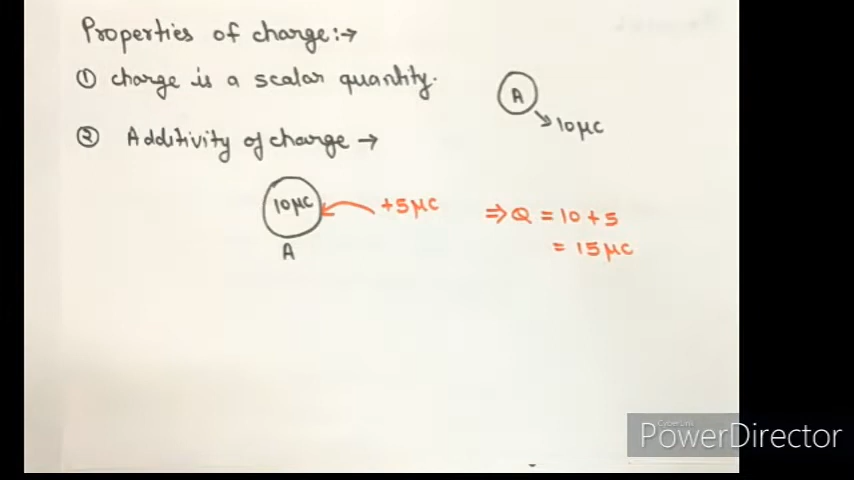 Properties of charge:→
① charge is a scalar quantity.
A
10μC
② Additivity of charge →
10μC
+5μC
⇒ Q = 10 + 5
= 15μC
A
CyberLink
PowerDirector